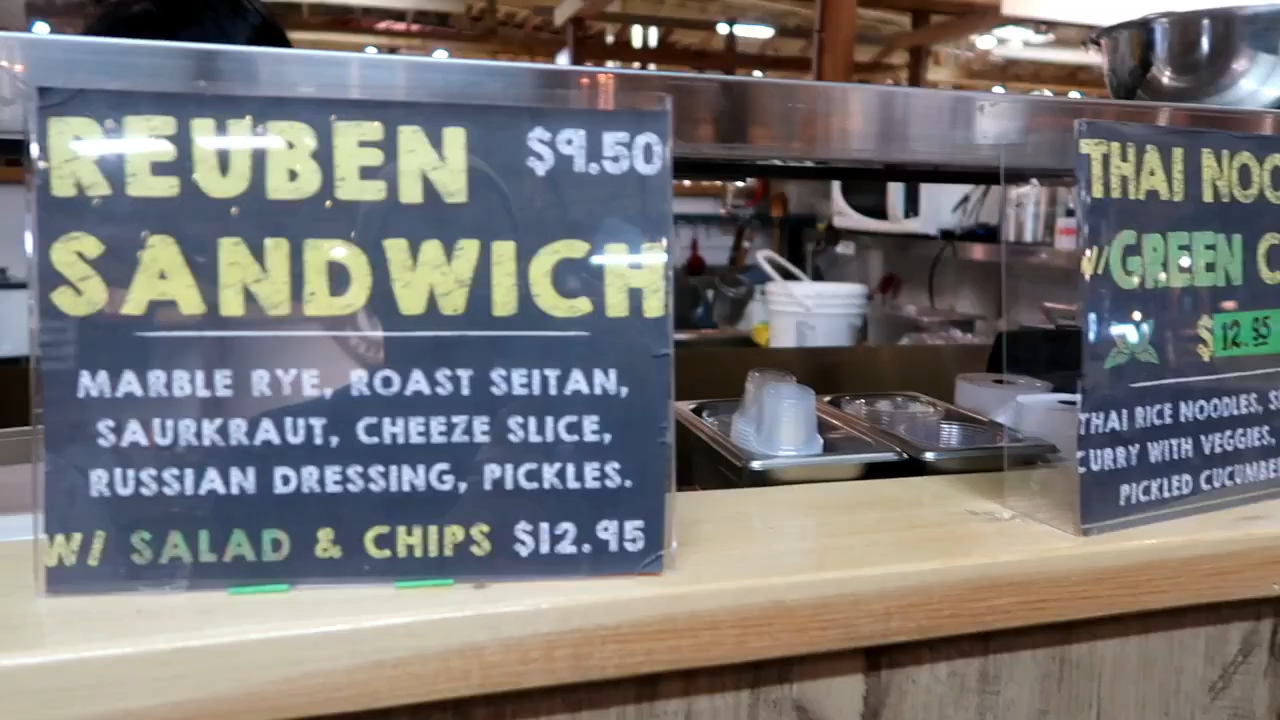 REUBEN $9.50
SANDWICH
MARBLE RYE, ROAST SEITAN,
SAURKRAUT, CHEEZE SLICE,
RUSSIAN DRESSING, PICKLES.
W/ SALAD & CHIPS $12.95
THAI
W/GREEN
$12.95
THAI RICE NOODLES,
CURRY WITH VEGGIES,
PICKLED